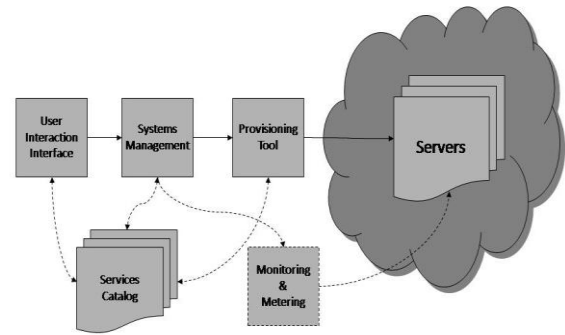 User
Interaction
Interface
Systems
Management
Provisioning
Tool
Servers
Services
Catalog
Monitoring
&
Metering